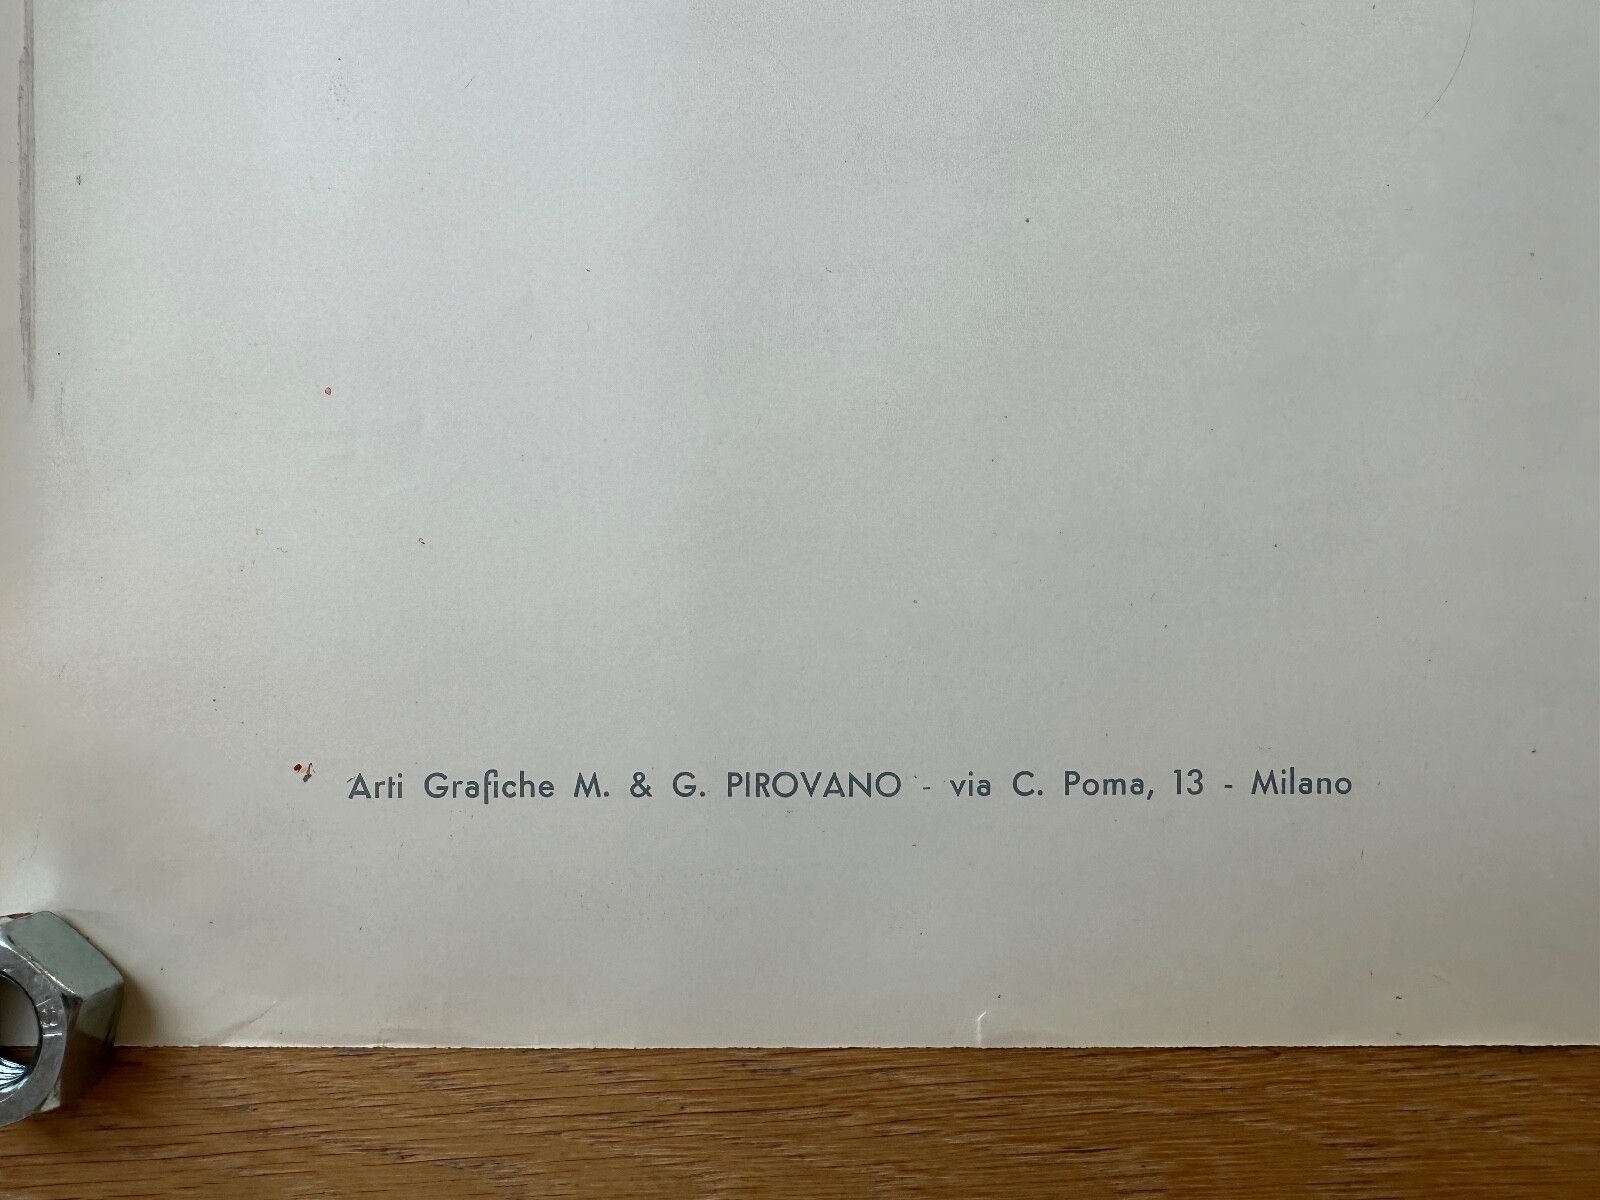 Arti Grafiche M. & G. PIROVANO - via C. Poma, 13 - Milano